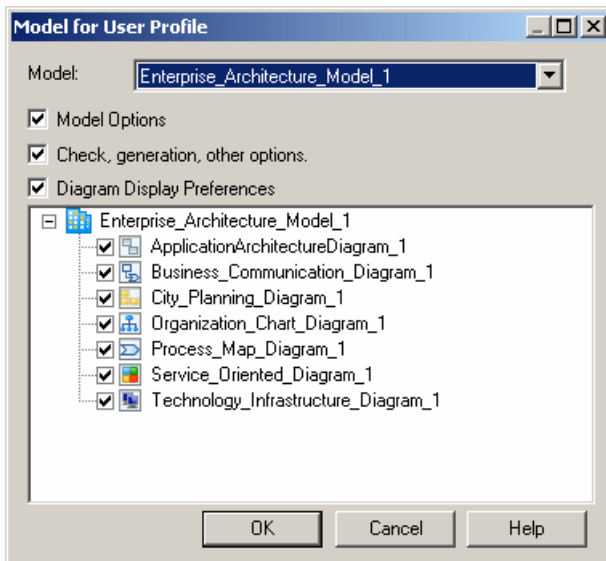 Model for User Profile
Model: Enterprise_Architecture_Model_1
Model Options
Check, generation, other options.
Diagram Display Preferences
Enterprise_Architecture_Model_1
ApplicationArchitectureDiagram_1
Business_Communication_Diagram_1
City_Planning_Diagram_1
Organization_Chart_Diagram_1
Process_Map_Diagram_1
Service_Oriented_Diagram_1
Technology_Infrastructure_Diagram_1
OK Cancel Help